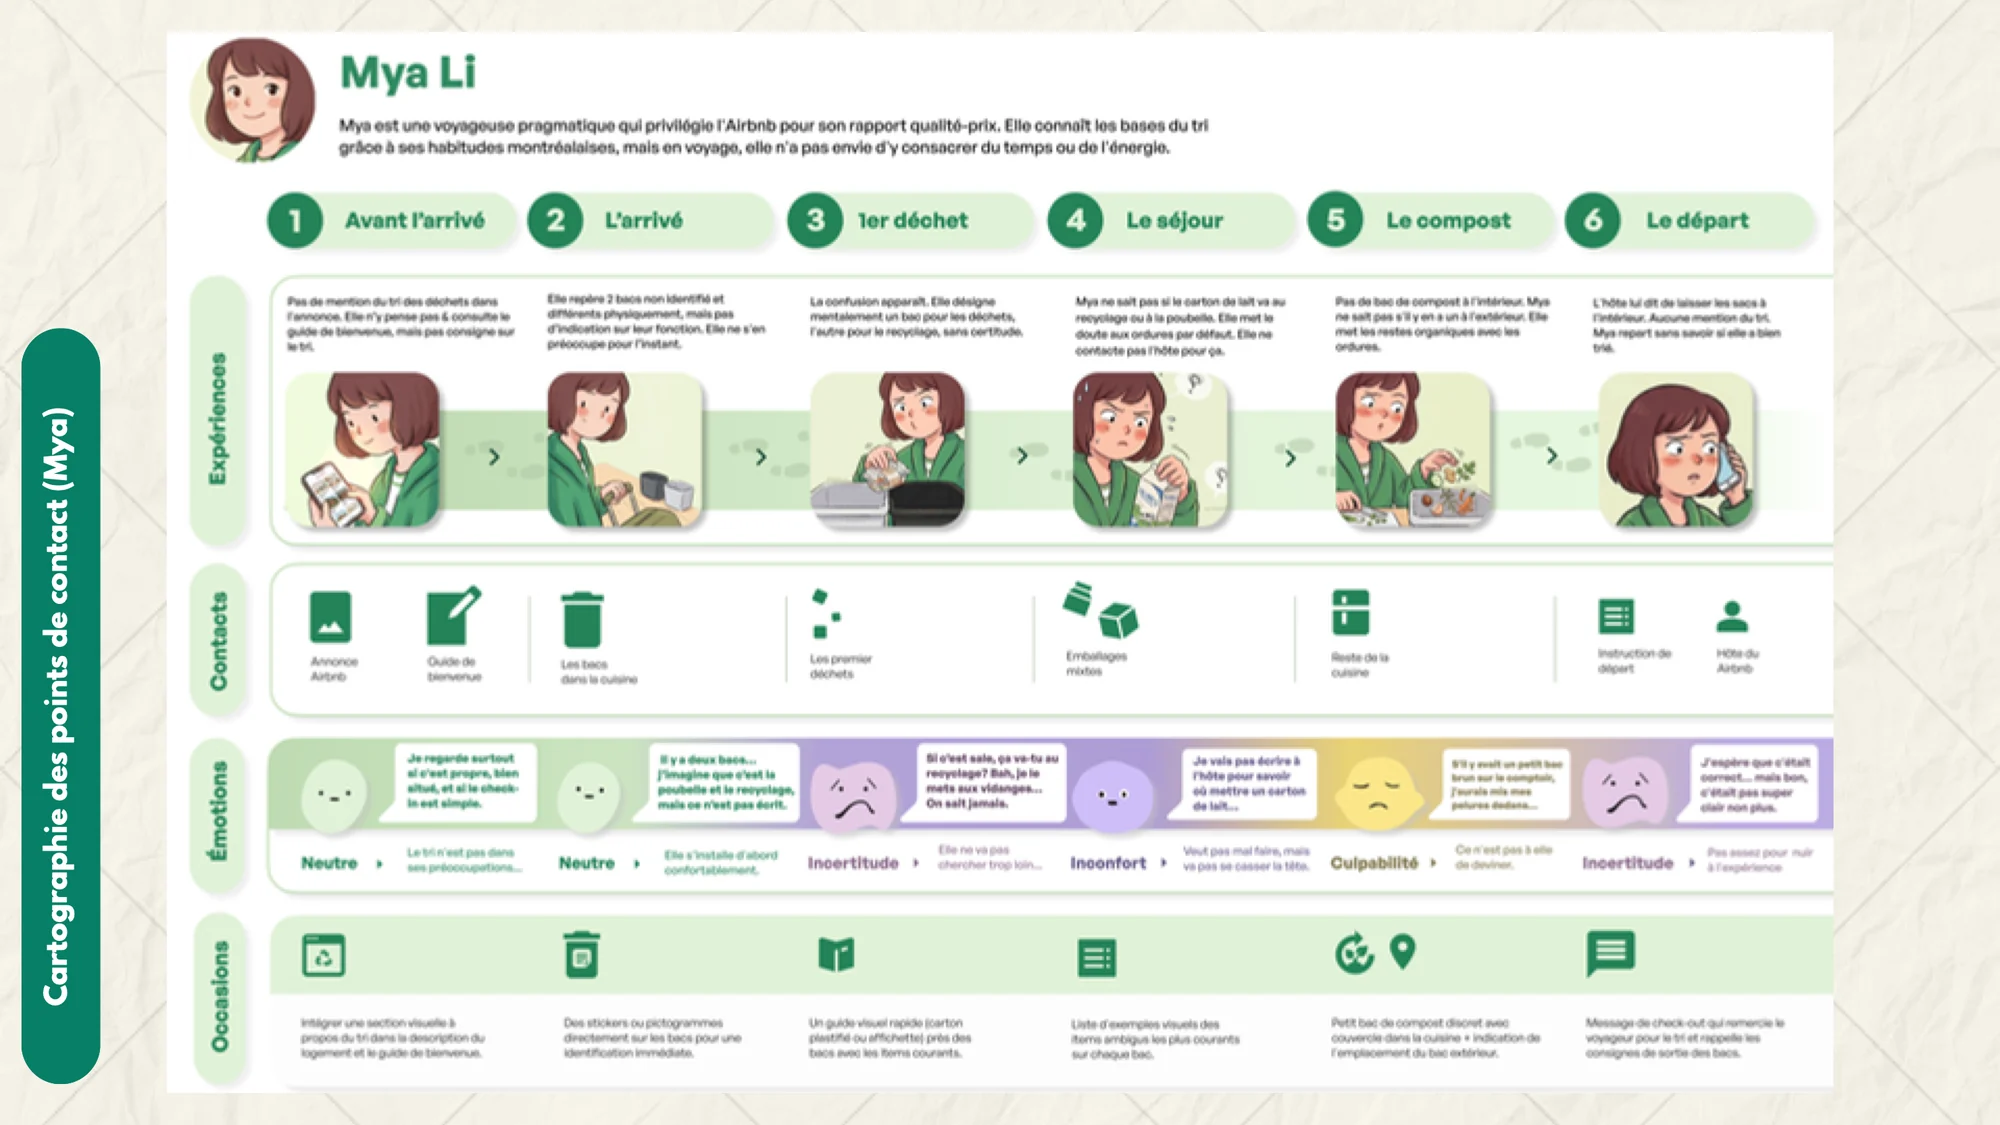 Cartographie des points de contact (Mya)
Mya Li
Mya est une voyageuse pragmatique qui privilégie l'Airbnb pour son rapport qualité-prix. Elle connaît les bases du tri
grâce à ses habitudes montréalaises, mais en voyage, elle n'a pas envie d'y consacrer du temps ou de l'énergie.
1 Avant l'arrivé
2 L'arrivé
3 1er déchet
4 Le séjour
5 Le compost
6 Le départ
Expériences
Pas de mention du tri des déchets dans
l'annonce. Elle n'y pense pas & consulte le
guide de bienvenue, mais pas consigne sur
le tri.
Elle repère 2 bacs non identifié et
différents physiquement, mais pas
d'indication sur leur fonction. Elle ne s'en
préoccupe pour l'instant.
La confusion apparaît. Elle désigne
mentalement un bac pour les déchets,
l'autre pour le recyclage, sans certitude.
Mya ne sait pas si le carton de lait va au
recyclage ou à la poubelle. Elle met le
doute aux ordures par défaut. Elle ne
contacte pas l'hôte pour ça.
Pas de bac de compost à l'intérieur. Mya
ne sait pas s'il y en a un à l'extérieur. Elle
met les restes organiques avec les
ordures.
L'hôte lui dit de laisser les sacs à
l'intérieur. Aucune mention du tri.
Mya repart sans savoir si elle a bien
trié.
Contacts
Annonce
Airbnb
Guide de
bienvenue
Les bacs
dans la cuisine
Les premier
déchets
Emballages
mixtes
Reste de la
cuisine
Instruction de
départ
Hôte du
Airbnb
Émotions
Je regarde surtout
si c'est propre, bien
situé, et si le check-
in est simple.
Il y a deux bacs...
j'imagine que c'est la
poubelle et le recyclage,
mais ce n'est pas écrit.
Si c'est sale, ça va-tu au
recyclage? Bah, je le
mets aux vidanges...
On sait jamais.
Je vais pas écrire à
l'hôte pour savoir
où mettre un carton
de lait...
S'il y avait un petit bac
brun sur le comptoir,
j'aurais mis mes
pelures dedans...
J'espère que c'était
correct... mais bon,
c'était pas super
clair non plus.
Neutre
Le tri n'est pas dans
ses préoccupations...
Neutre
Elle s'installe d'abord
confortablement.
Incertitude
Elle ne va pas
chercher trop loin...
Inconfort
Veut pas mal faire, mais
va pas se casser la tête.
Culpabilité
Ce n'est pas à elle
de deviner.
Incertitude
Pas assez pour nuir
à l'expérience
Occasions
Intégrer une section visuelle à
propos du tri dans la description du
logement et le guide de bienvenue.
Des stickers ou pictogrammes
directement sur les bacs pour une
identification immédiate.
Un guide visuel rapide (carton
plastifié ou affichette) près des
bacs avec les items courants.
Liste d'exemples visuels des
items ambigus les plus courants
sur chaque bac.
Petit bac de compost discret avec
couvercle dans la cuisine + indication de
l'emplacement du bac extérieur.
Message de check-out qui remercie le
voyageur pour le tri et rappelle les
consignes de sortie des bacs.